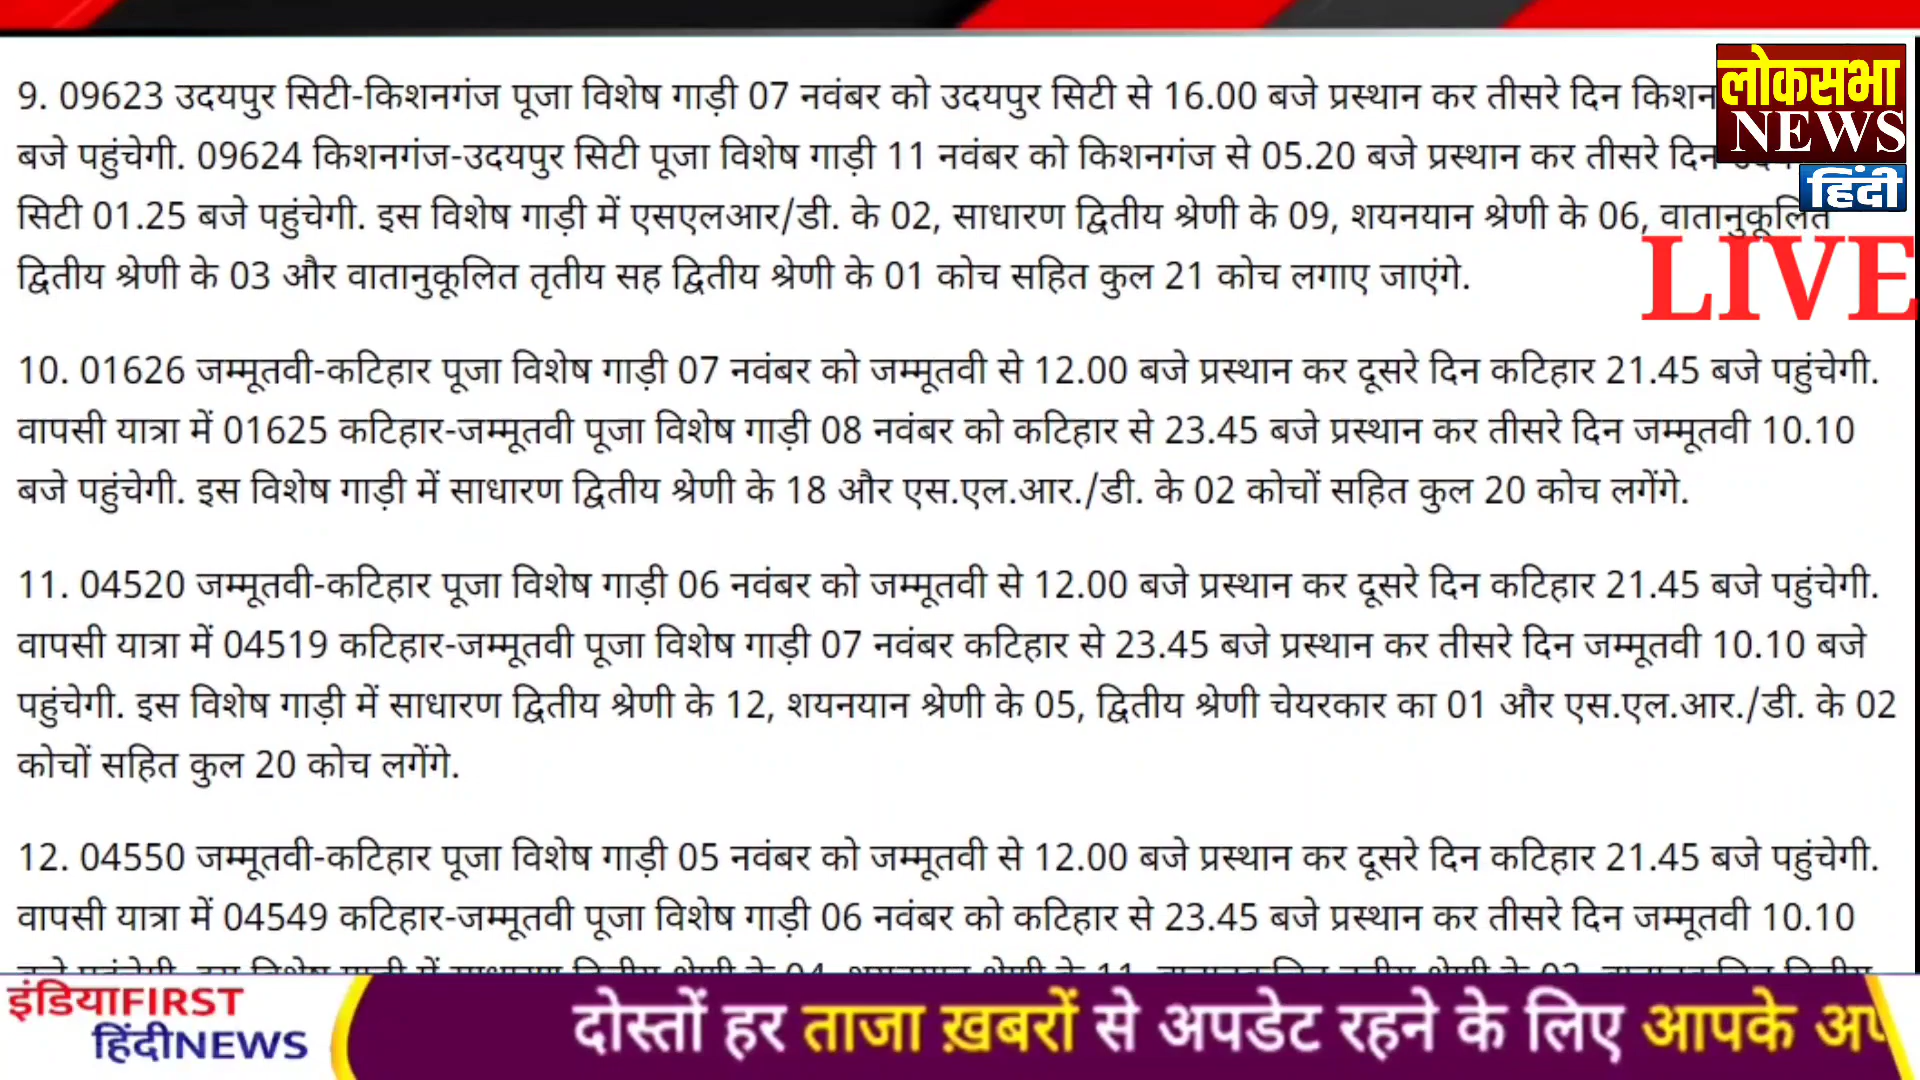 9. 09623 उदयपुर सिटी-किशनगंज पूजा विशेष गाड़ी 07 नवंबर को उदयपुर सिटी से 16.00 बजे प्रस्थान कर तीसरे दिन
लोकसभा
NEWS
हिंदी
LIVE
बजे पहुंचेगी. 09624 किशनगंज-उदयपुर सिटी पूजा विशेष गाड़ी 11 नवंबर को किशनगंज से 05.20 बजे प्रस्थान कर तीसरे दिन
सिटी 01.25 बजे पहुंचेगी. इस विशेष गाड़ी में एसएलआर/डी. के 02, साधारण द्वितीय श्रेणी के 09, शयनयान श्रेणी के 06, वातानुकूलित
द्वितीय श्रेणी के 03 और वातानुकूलित तृतीय सह द्वितीय श्रेणी के 01 कोच सहित कुल 21 कोच लगाए जाएंगे.
10. 01626 जम्मूतवी-कटिहार पूजा विशेष गाड़ी 07 नवंबर को जम्मूतवी से 12.00 बजे प्रस्थान कर दूसरे दिन कटिहार 21.45 बजे पहुंचेगी.
वापसी यात्रा में 01625 कटिहार-जम्मूतवी पूजा विशेष गाड़ी 08 नवंबर को कटिहार से 23.45 बजे प्रस्थान कर तीसरे दिन जम्मूतवी 10.10
बजे पहुंचेगी. इस विशेष गाड़ी में साधारण द्वितीय श्रेणी के 18 और एस.एल.आर./डी. के 02 कोचों सहित कुल 20 कोच लगेंगे.
11. 04520 जम्मूतवी-कटिहार पूजा विशेष गाड़ी 06 नवंबर को जम्मूतवी से 12.00 बजे प्रस्थान कर दूसरे दिन कटिहार 21.45 बजे पहुंचेगी.
वापसी यात्रा में 04519 कटिहार-जम्मूतवी पूजा विशेष गाड़ी 07 नवंबर कटिहार से 23.45 बजे प्रस्थान कर तीसरे दिन जम्मूतवी 10.10 बजे
पहुंचेगी. इस विशेष गाड़ी में साधारण द्वितीय श्रेणी के 12, शयनयान श्रेणी के 05, द्वितीय श्रेणी चेयरकार का 01 और एस.एल.आर./डी. के 02
कोचों सहित कुल 20 कोच लगेंगे.
12. 04550 जम्मूतवी-कटिहार पूजा विशेष गाड़ी 05 नवंबर को जम्मूतवी से 12.00 बजे प्रस्थान कर दूसरे दिन कटिहार 21.45 बजे पहुंचेगी.
वापसी यात्रा में 04549 कटिहार-जम्मूतवी पूजा विशेष गाड़ी 06 नवंबर को कटिहार से 23.45 बजे प्रस्थान कर तीसरे दिन जम्मूतवी 10.10
इंडियाFIRST
हिंदीNEWS
दोस्तों हर ताजा ख़बरों से अपडेट रहने के लिए आपके